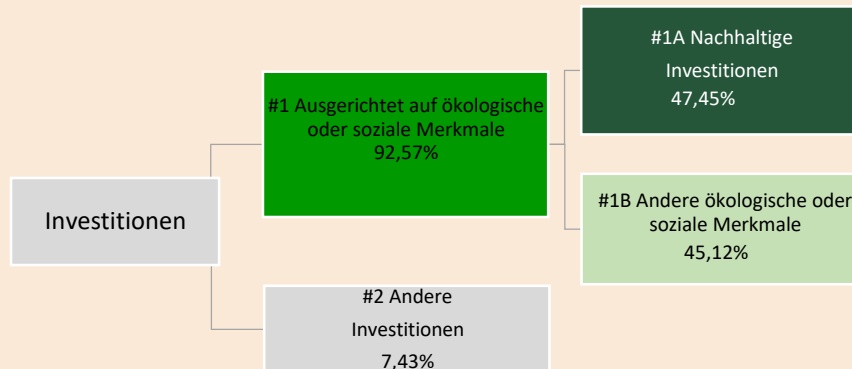 Investitionen
#1 Ausgerichtet auf ökologische
oder soziale Merkmale
92,57%
#2 Andere
Investitionen
7,43%
#1A Nachhaltige
Investitionen
47,45%
#1B Andere ökologische oder
soziale Merkmale
45,12%